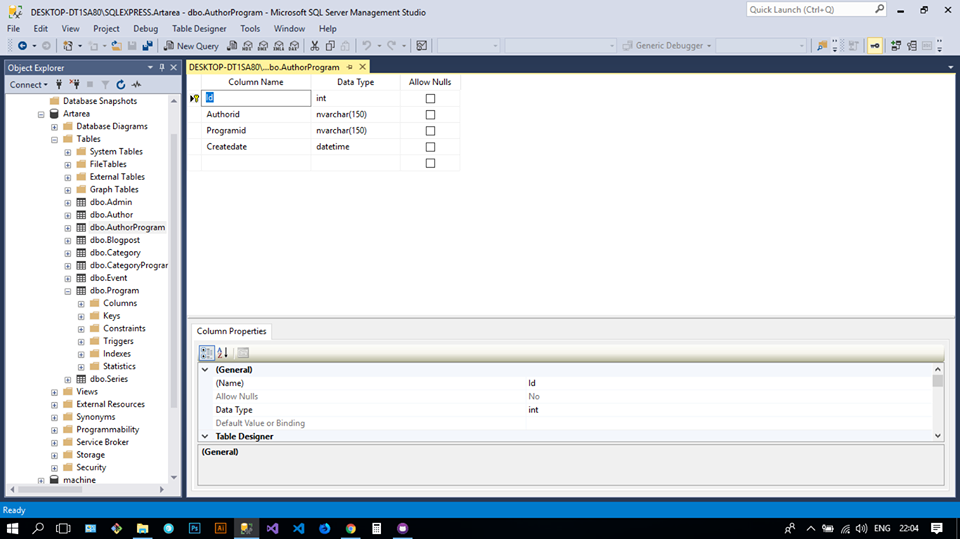 DESKTOP-DT1SA80\SQLEXPRESS.Artarea - dbo.AuthorProgram - Microsoft SQL Server Management Studio
Quick Launch (Ctrl+Q)
File Edit View Debug Table Designer Tools Window Help
New Query
Generic Debugger
Object Explorer
DESKTOP-DT1SA80\...bo.AuthorProgram
Connect
Database Snapshots
Artarea
Database Diagrams
Tables
System Tables
FileTables
External Tables
Graph Tables
dbo.Admin
dbo.Author
dbo.AuthorProgram
dbo.Blogpost
dbo.Category
dbo.CategoryPrograr
dbo.Event
dbo.Program
Columns
Keys
Constraints
Triggers
Indexes
Statistics
dbo.Series
Views
External Resources
Synonyms
Programmability
Service Broker
Storage
Security
machine
Column Name Data Type Allow Nulls
Id int
Authorid nvarchar(150)
Programid nvarchar(150)
Createdate datetime
Column Properties
(General)
(Name) Id
Allow Nulls No
Data Type int
Default Value or Binding
Table Designer
(General)
Ready
Ps Ai
ENG 22:04